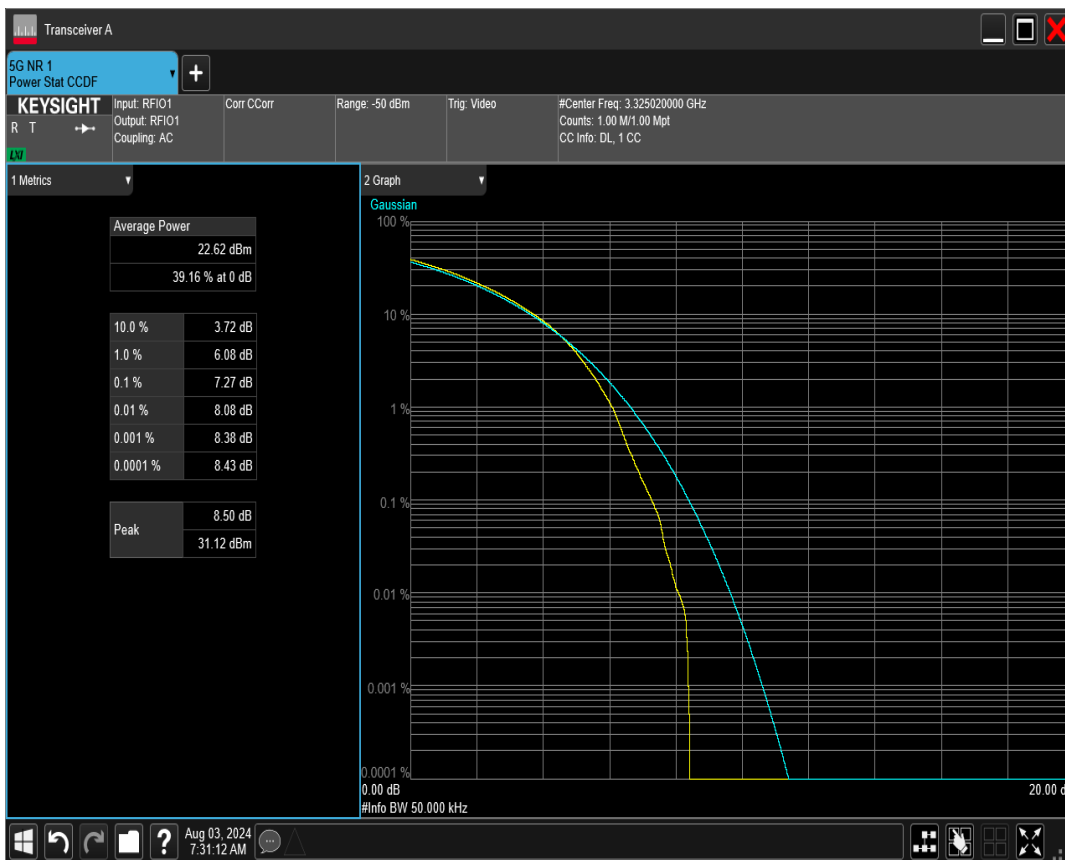 Transceiver A
5G NR 1
Power Stat CCDF
+
KEYSIGHT
R T
LXI
Input: RFIO1
Output: RFIO1
Coupling: AC
Corr CCorr
Range: -50 dBm
Trig: Video
#Center Freq: 3.325020000 GHz
Counts: 1.00 M/1.00 Mpt
CC Info: DL, 1 CC
1 Metrics
Average Power
22.62 dBm
39.16 % at 0 dB
10.0 % 3.72 dB
1.0 % 6.08 dB
0.1 % 7.27 dB
0.01 % 8.08 dB
0.001 % 8.38 dB
0.0001 % 8.43 dB
Peak 8.50 dB
31.12 dBm
2 Graph
Gaussian
100 %
10 %
1 %
0.1 %
0.01 %
0.001 %
0.0001 %
0.00 dB
20.00 d
#Info BW 50.000 kHz
?
Aug 03, 2024
7:31:12 AM